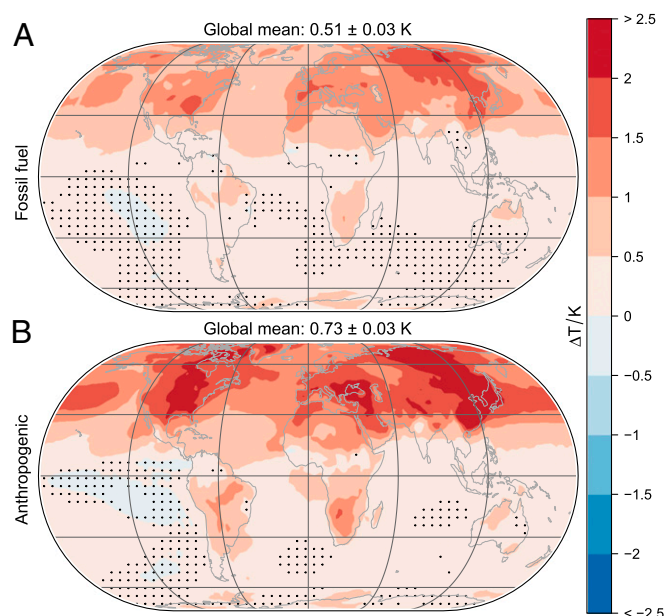 A
Global mean: 0.51 ± 0.03 K
Fossil fuel
B
Global mean: 0.73 ± 0.03 K
Anthropogenic
> 2.5
2
1.5
1
0.5
0
−0.5
−1
−1.5
−2
< −2.5
ΔT/K